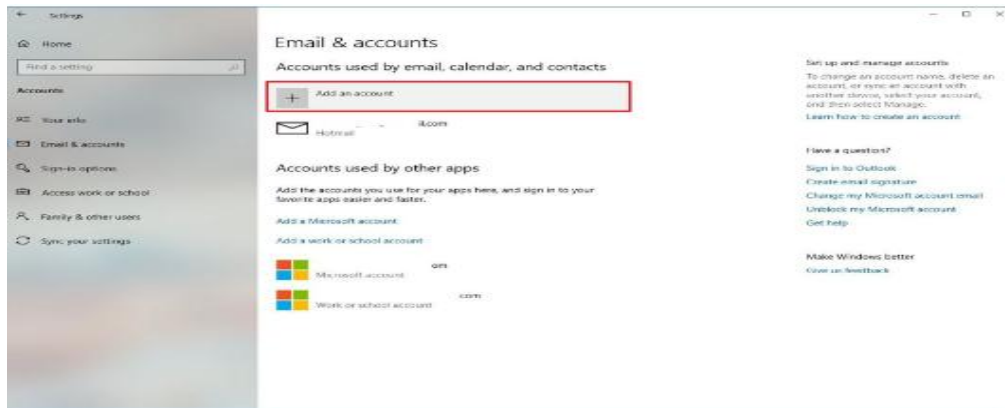 Settings
Home
Find a setting
Accounts
Your info
Email & accounts
Sign-in options
Access work or school
Family & other users
Sync your settings
Email & accounts
Accounts used by email, calendar, and contacts
Add an account
il.com
Hotmail
Accounts used by other apps
Add the accounts you use for your apps here, and sign in to your
favorite apps easier and faster.
Add a Microsoft account
Add a work or school account
om
Microsoft account
com
Work or school account
Set up and manage accounts
To change an account name, delete an
account, or sync an account with
another device, select your account,
and then select Manage.
Learn how to create an account
Have a question?
Sign in to Outlook
Create email signature
Change my Microsoft account email
Unblock my Microsoft account
Get help
Make Windows better
Give us feedback